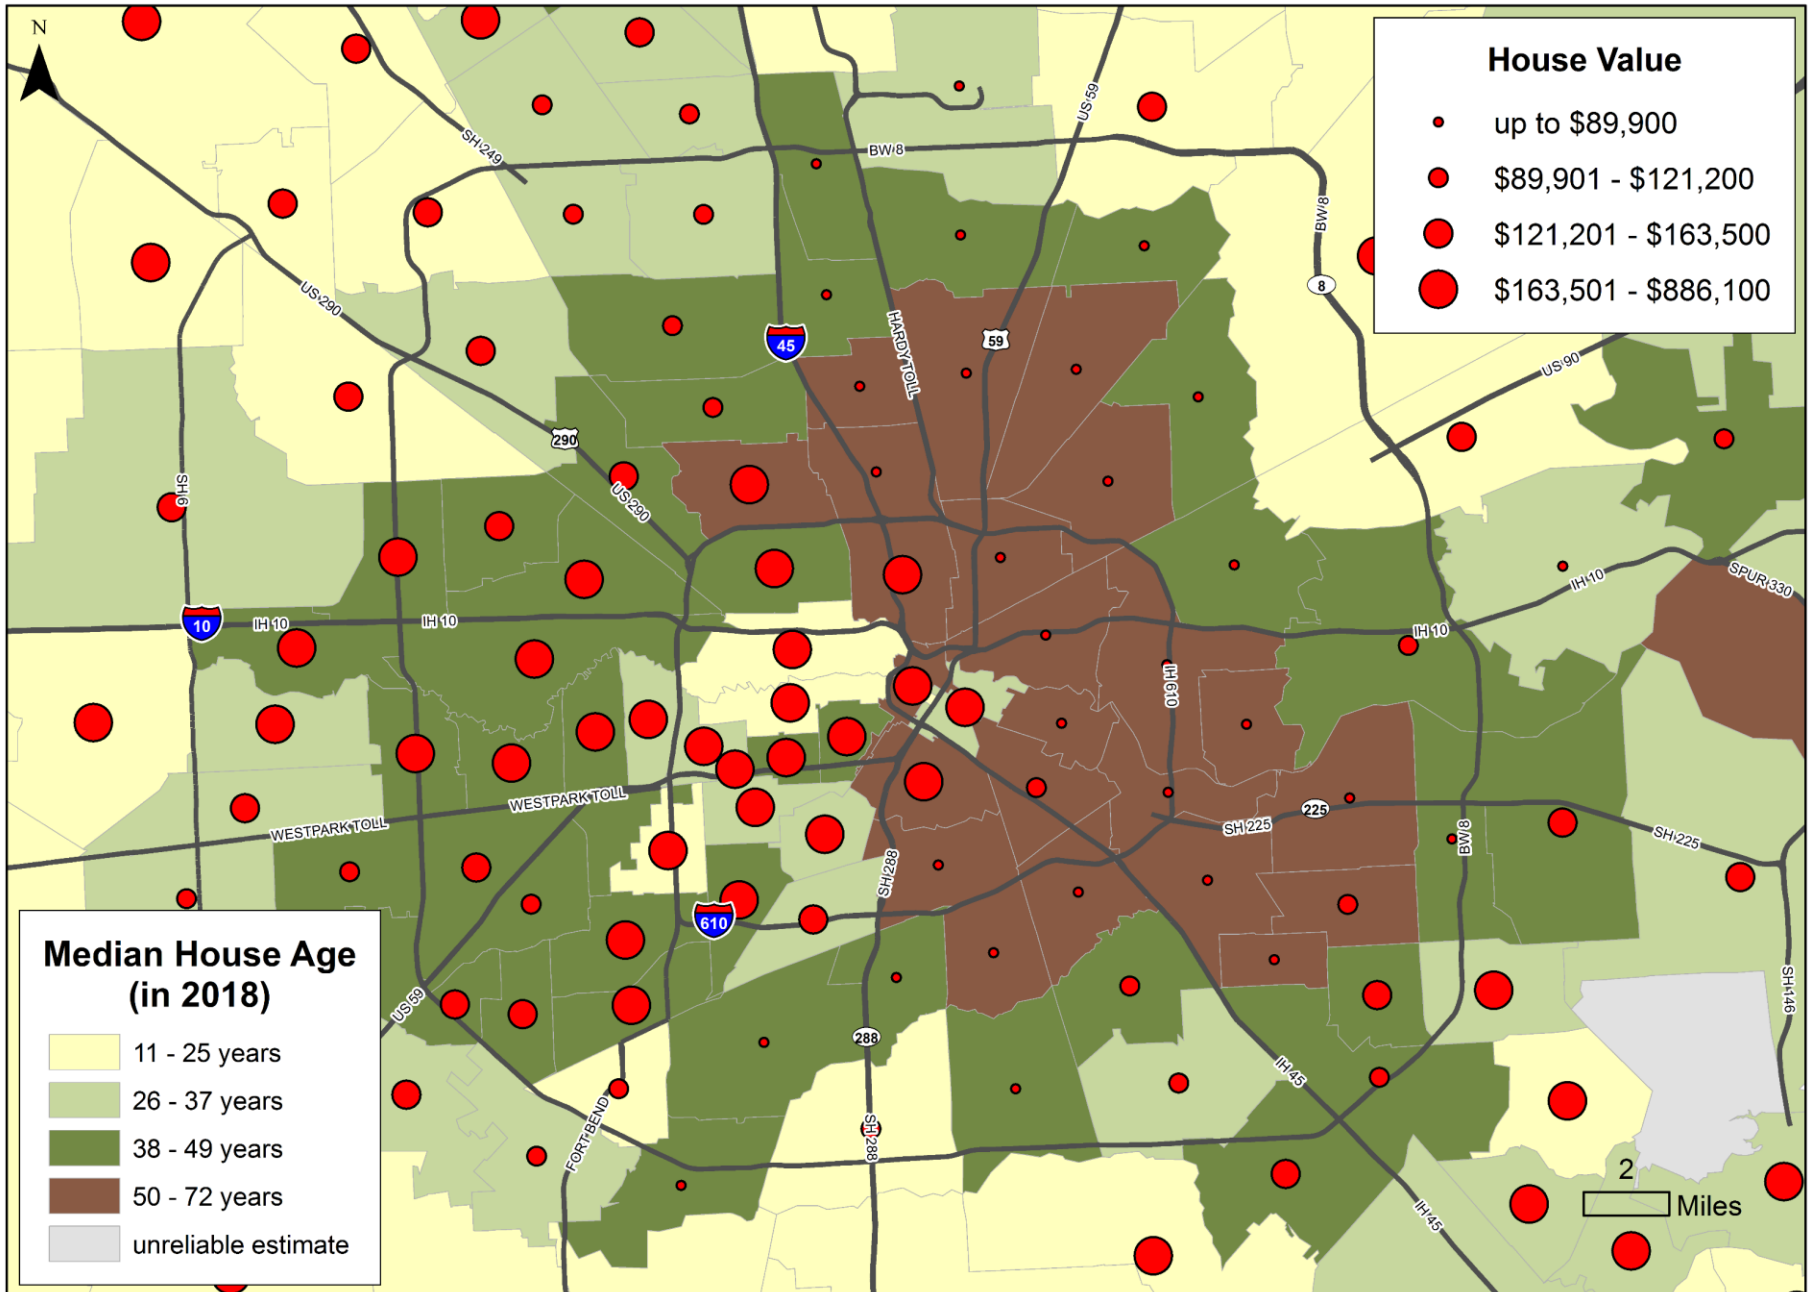 N
House Value
up to $89,900
$89,901 - $121,200
$121,201 - $163,500
$163,501 - $886,100
US 59
SH 249
BW 8
BW 8
8
US 290
HARDY TOLL
45
59
US 90
290
SH 6
US 290
IH 10
SPUR 330
10
IH 10
IH 10
IH 10
IH 610
WESTPARK TOLL
WESTPARK TOLL
225
SH 225
SH 225
BW 8
SH 288
610
Median House Age
(in 2018)
11 - 25 years
26 - 37 years
38 - 49 years
50 - 72 years
unreliable estimate
US 59
SH 146
288
IH 45
FORT BEND
SH 288
IH 45
2
Miles